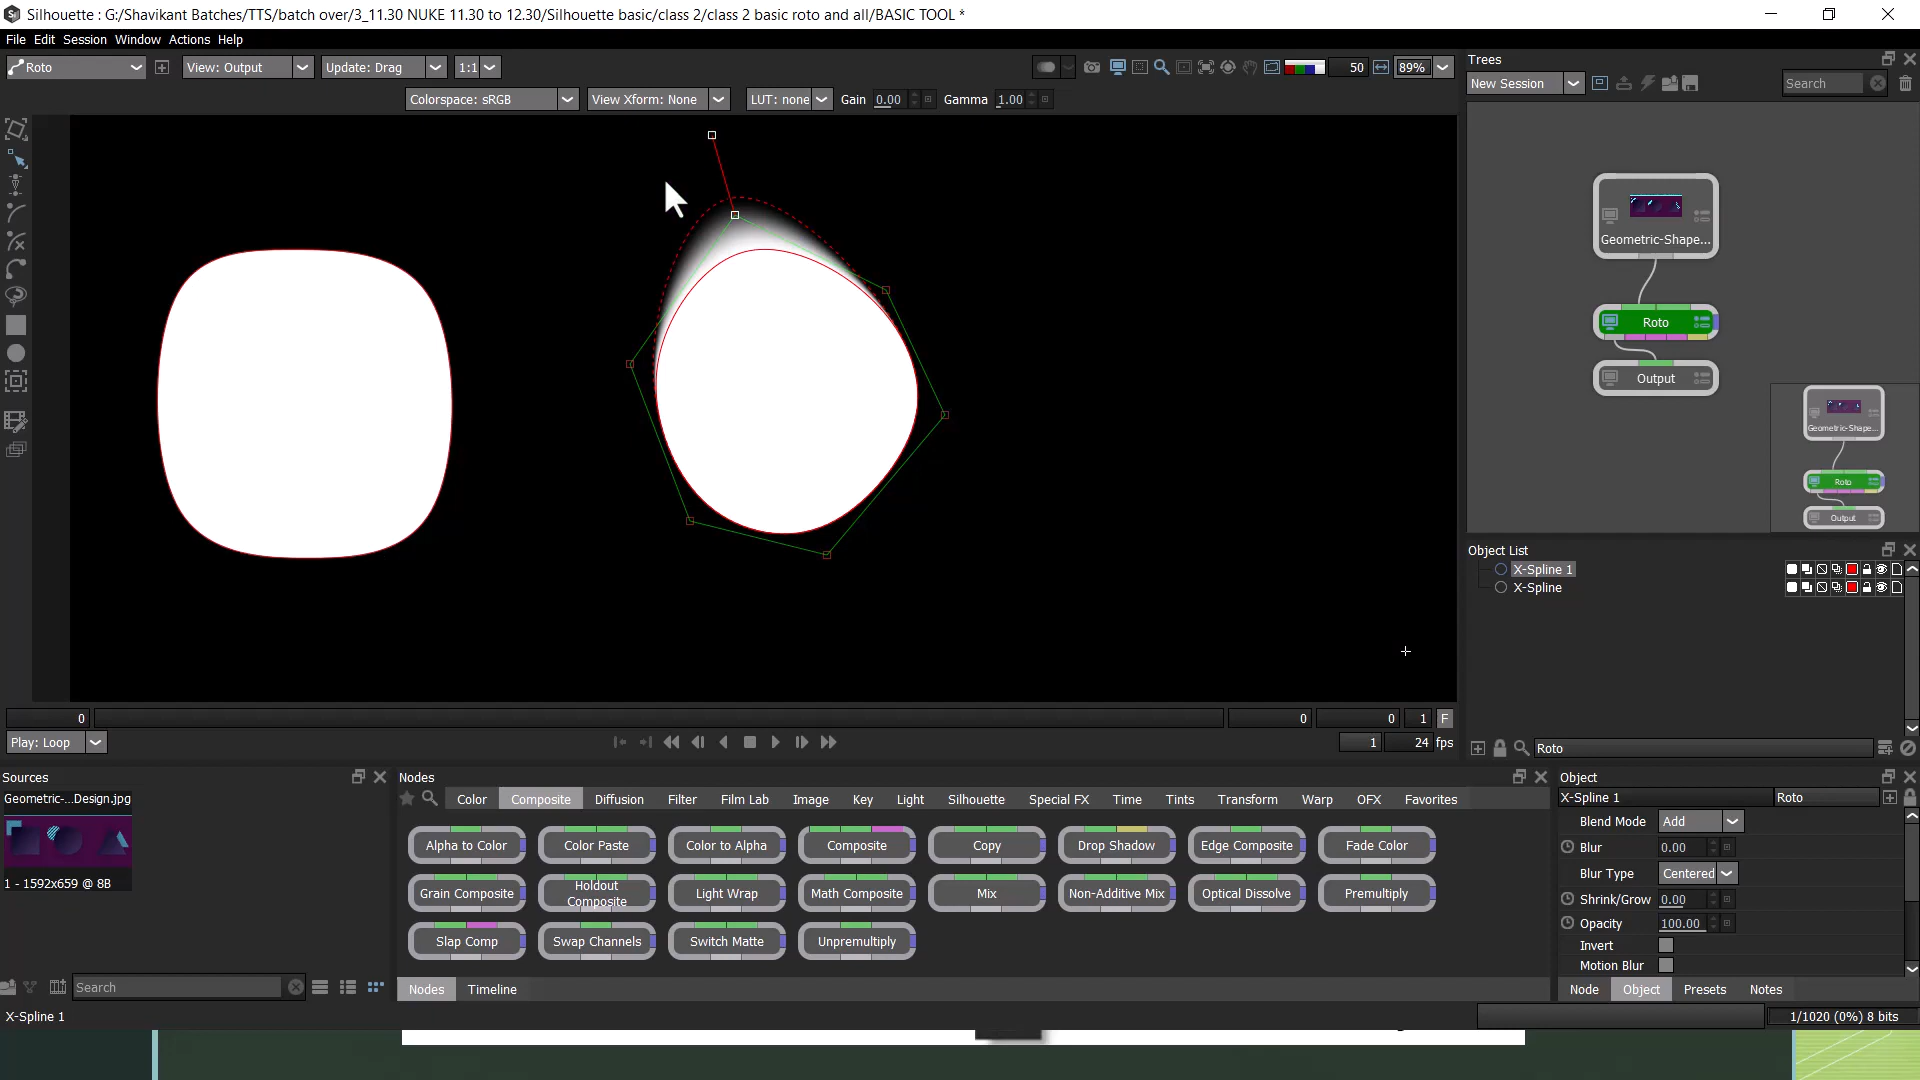 Silhouette : G:/Shavikant Batches/TTS/batch over/3_11.30 NUKE 11.30 to 12.30/Silhouette basic/class 2/class 2 basic roto and all/BASIC TOOL *
File Edit Session Window Actions Help
Roto View: Output Update: Drag 1:1 50 89%
Colorspace: sRGB View Xform: None LUT: none Gain 0.00 Gamma 1.00
Trees
New Session Search
Geometric-Shape...
Roto
Output
Geometric-Shape...
Roto
Output
Object List
X-Spline 1
X-Spline
Roto
0 0 0 1 F
Play: Loop 1 24 fps
Sources
Geometric-...Design.jpg
1 - 1592x659 @ 8B
Search
Nodes
Color Composite Diffusion Filter Film Lab Image Key Light Silhouette Special FX Time Tints Transform Warp OFX Favorites
Alpha to Color Color Paste Color to Alpha Composite Copy Drop Shadow Edge Composite Fade Color
Grain Composite Holdout Composite Light Wrap Math Composite Mix Non-Additive Mix Optical Dissolve Premultiply
Slap Comp Swap Channels Switch Matte Unpremultiply
Nodes Timeline
Object
X-Spline 1 Roto
Blend Mode Add
Blur 0.00
Blur Type Centered
Shrink/Grow 0.00
Opacity 100.00
Invert
Motion Blur
Node Object Presets Notes
X-Spline 1
1/1020 (0%) 8 bits